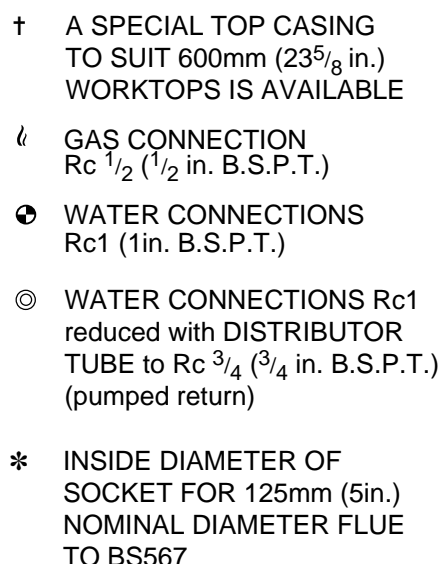 † A SPECIAL TOP CASING
TO SUIT 600mm (23 5/8 in.)
WORKTOPS IS AVAILABLE
GAS CONNECTION
Rc 1/2 (1/2 in. B.S.P.T.)
WATER CONNECTIONS
Rc1 (1in. B.S.P.T.)
◎ WATER CONNECTIONS Rc1
reduced with DISTRIBUTOR
TUBE to Rc 3/4 (3/4 in. B.S.P.T.)
(pumped return)
✻ INSIDE DIAMETER OF
SOCKET FOR 125mm (5in.)
NOMINAL DIAMETER FLUE
TO BS567